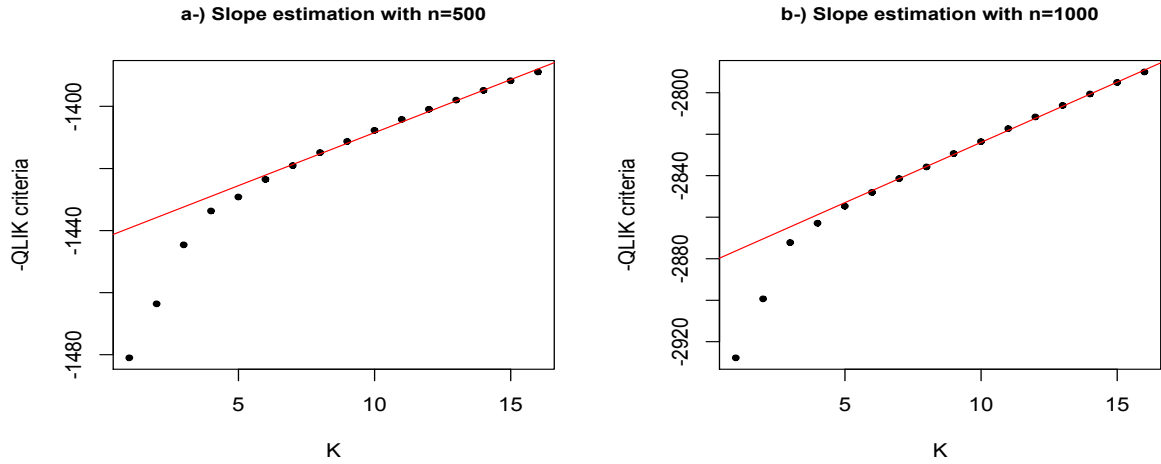 a-) Slope estimation with n=500
-QLIK criteria
-1400
-1440
-1480
5
10
15
K
b-) Slope estimation with n=1000
-QLIK criteria
-2800
-2840
-2880
-2920
5
10
15
K